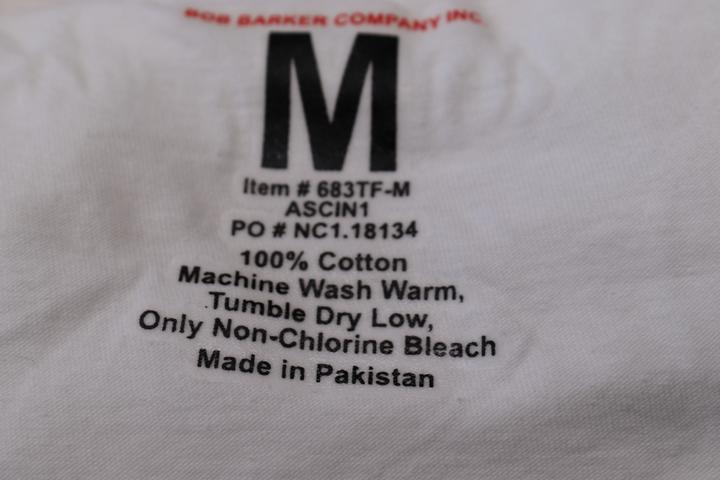 BOB BARKER COMPANY INC.
M
Item # 683TF-M
ASCIN1
PO # NC1.18134
100% Cotton
Machine Wash Warm,
Tumble Dry Low,
Only Non-Chlorine Bleach
Made in Pakistan